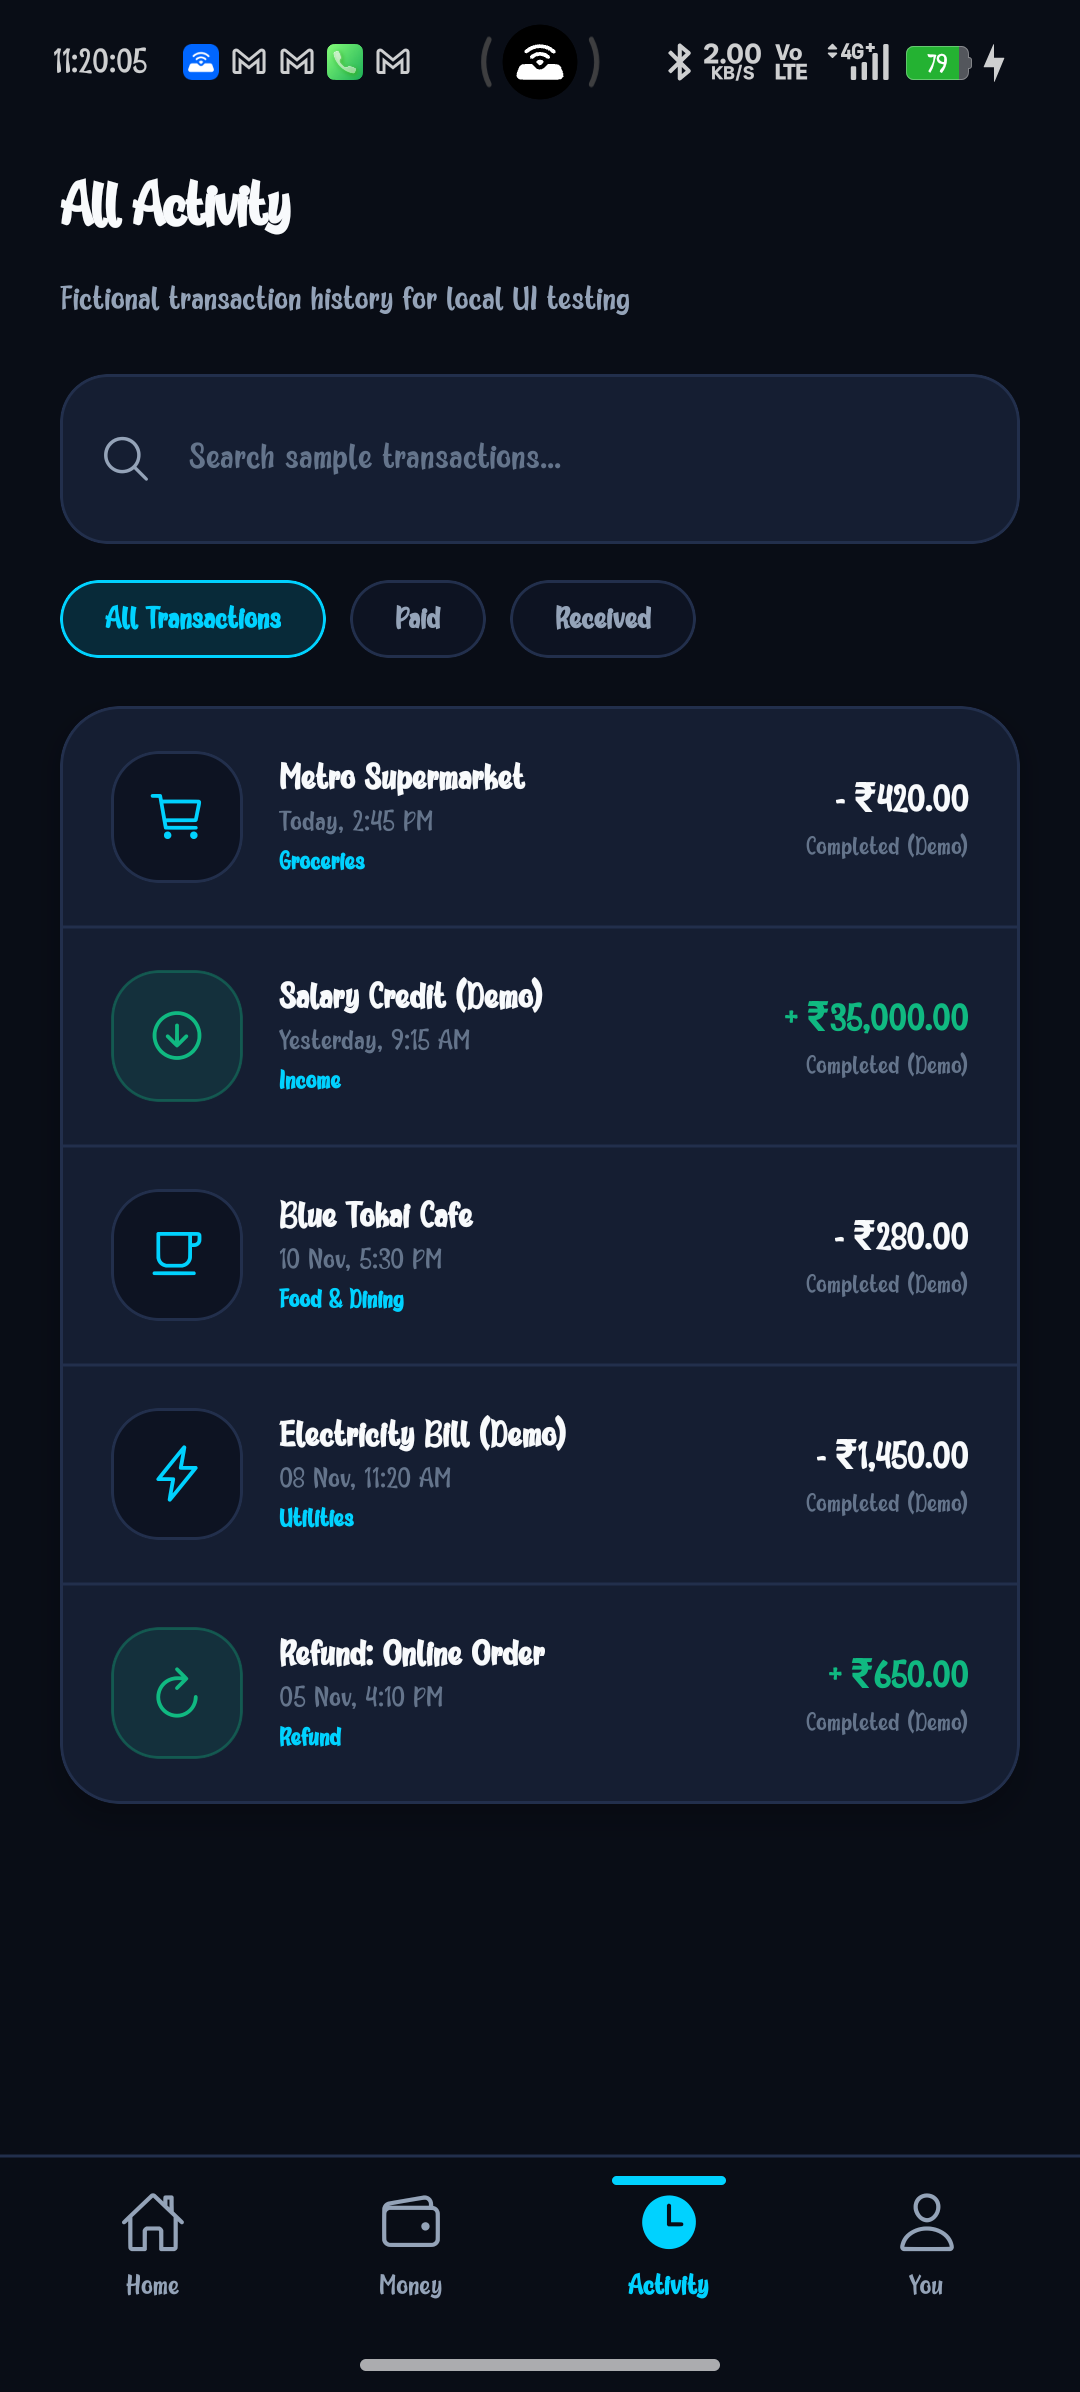 11:20:05
2.00 KB/S
Vo LTE
4G+
79
All Activity
Fictional transaction history for local UI testing
Search sample transactions...
All Transactions
Paid
Received
Metro Supermarket
- ₹420.00
Today, 2:45 PM
Completed (Demo)
Groceries
Salary Credit (Demo)
+ ₹35,000.00
Yesterday, 9:15 AM
Completed (Demo)
Income
Blue Tokai Cafe
- ₹280.00
10 Nov, 5:30 PM
Completed (Demo)
Food & Dining
Electricity Bill (Demo)
- ₹1,450.00
08 Nov, 11:20 AM
Completed (Demo)
Utilities
Refund: Online Order
+ ₹650.00
05 Nov, 4:10 PM
Completed (Demo)
Refund
Home
Money
Activity
You